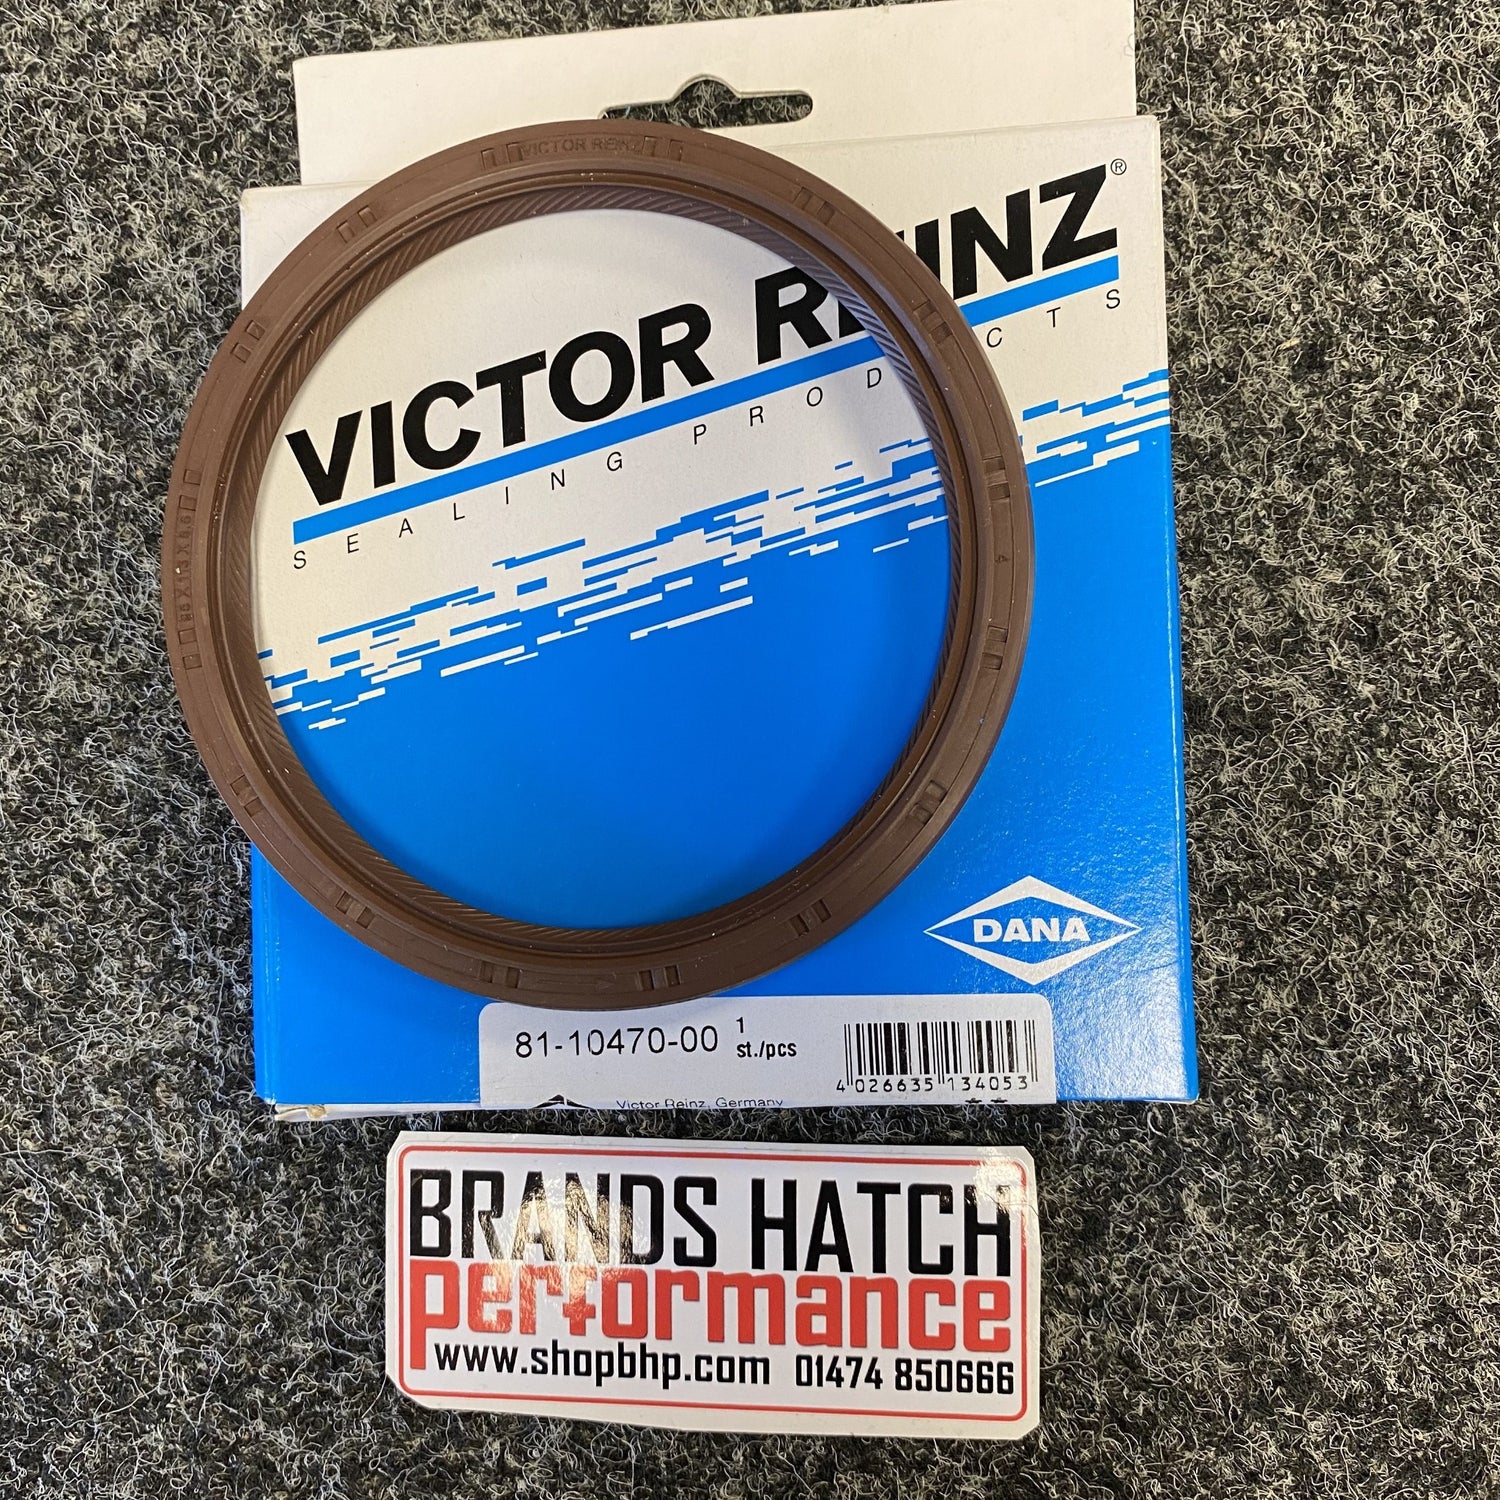 VICTOR REINZ
VICTOR REINZ®
SEALING PRODCTS
DANA
81-10470-00 1 st./pcs
4 026635 134053
Victor Reinz, Germany
BRANDS HATCH
performance
www.shopbhp.com 01474 850666